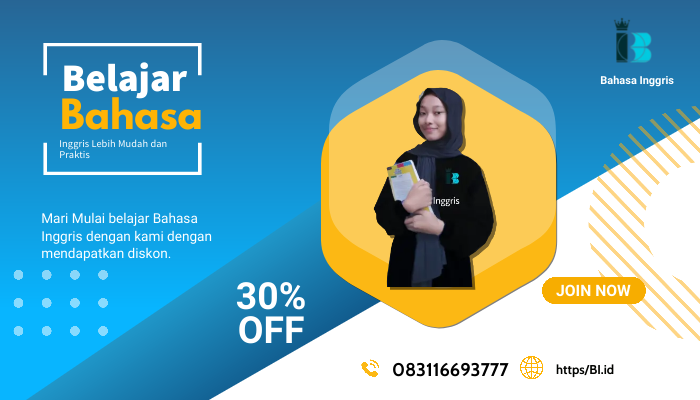 Belajar
Bahasa
Inggris Lebih Mudah dan
Praktis
Mari Mulai belajar Bahasa
Inggris dengan kami dengan
mendapatkan diskon.
30%
OFF
B
Bahasa Inggris
B
Inggris
JOIN NOW
083116693777
https/BI.id